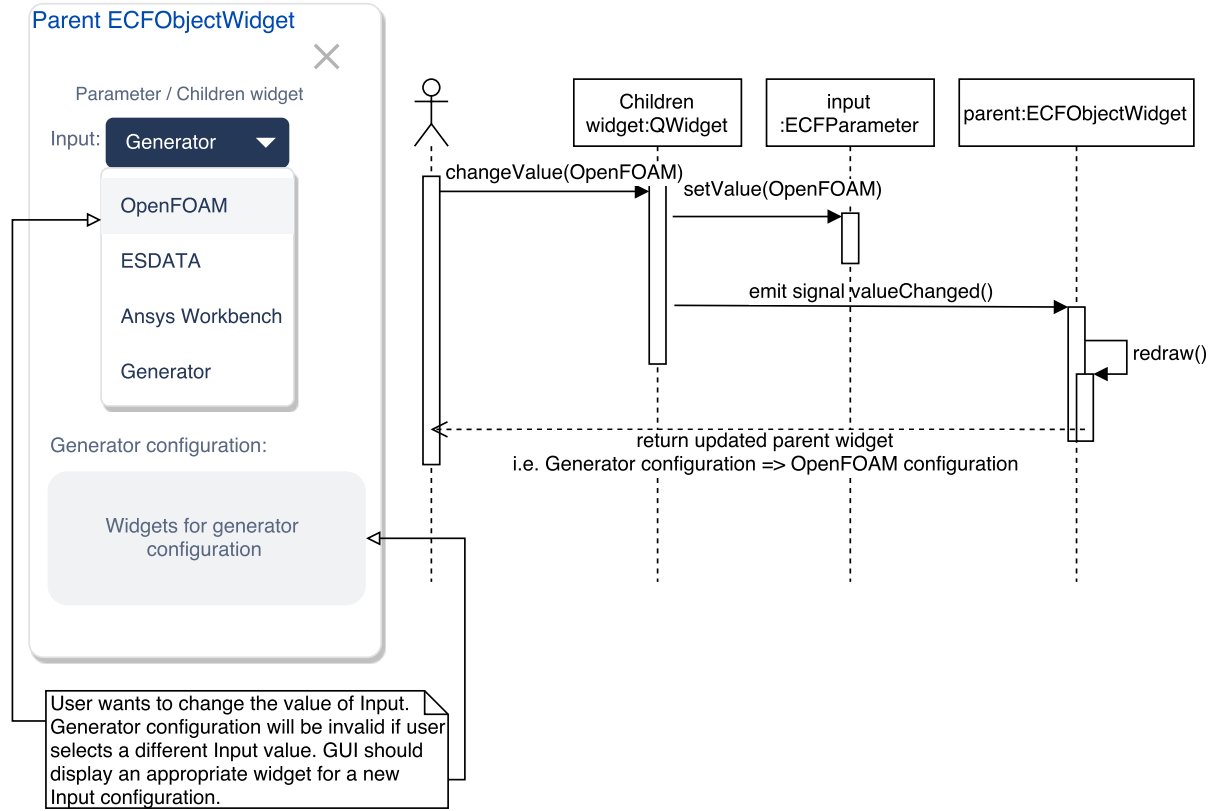 Parent ECFObjectWidget
Parameter / Children widget
Input:
Generator
OpenFOAM
ESDATA
Ansys Workbench
Generator
Generator configuration:
Widgets for generator
configuration
User wants to change the value of Input.
Generator configuration will be invalid if user
selects a different Input value. GUI should
display an appropriate widget for a new
Input configuration.
Children
widget:QWidget
input
:ECFParameter
parent:ECFObjectWidget
changeValue(OpenFOAM)
setValue(OpenFOAM)
emit signal valueChanged()
redraw()
return updated parent widget
i.e. Generator configuration => OpenFOAM configuration